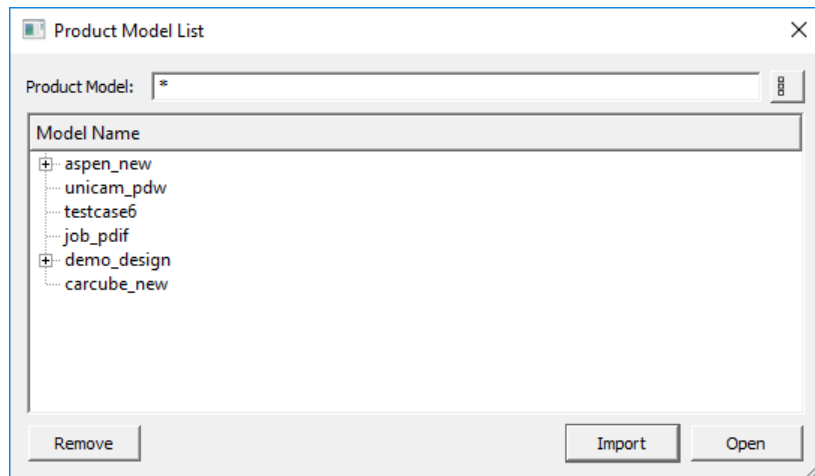 Product Model List
Product Model: *
Model Name
aspen_new
unicam_pdw
testcase6
job_pdif
demo_design
carcube_new
Remove Import Open